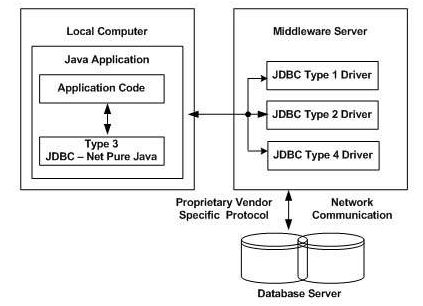 Local Computer
Java Application
Application Code
Type 3
JDBC – Net Pure Java
Middleware Server
JDBC Type 1 Driver
JDBC Type 2 Driver
JDBC Type 4 Driver
Proprietary Vendor
Specific Protocol
Network
Communication
Database Server